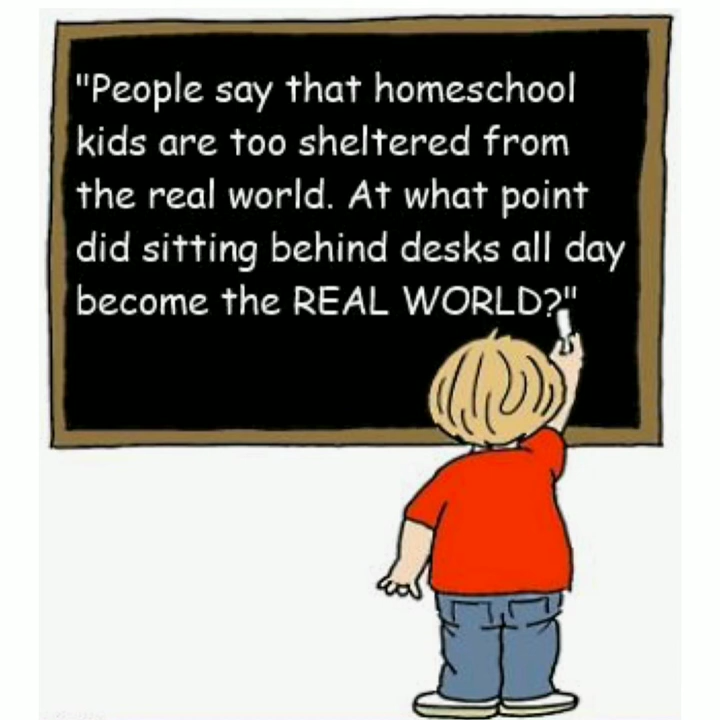 "People say that homeschool
kids are too sheltered from
the real world. At what point
did sitting behind desks all day
become the REAL WORLD?"